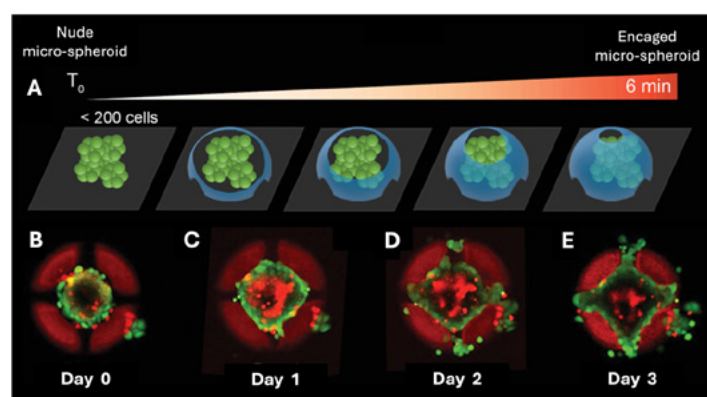 Nude
micro-spheroid
Encaged
micro-spheroid
A
T0
6 min
< 200 cells
B
C
D
E
Day 0
Day 1
Day 2
Day 3